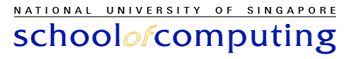 NATIONAL UNIVERSITY OF SINGAPORE
schoolofcomputing